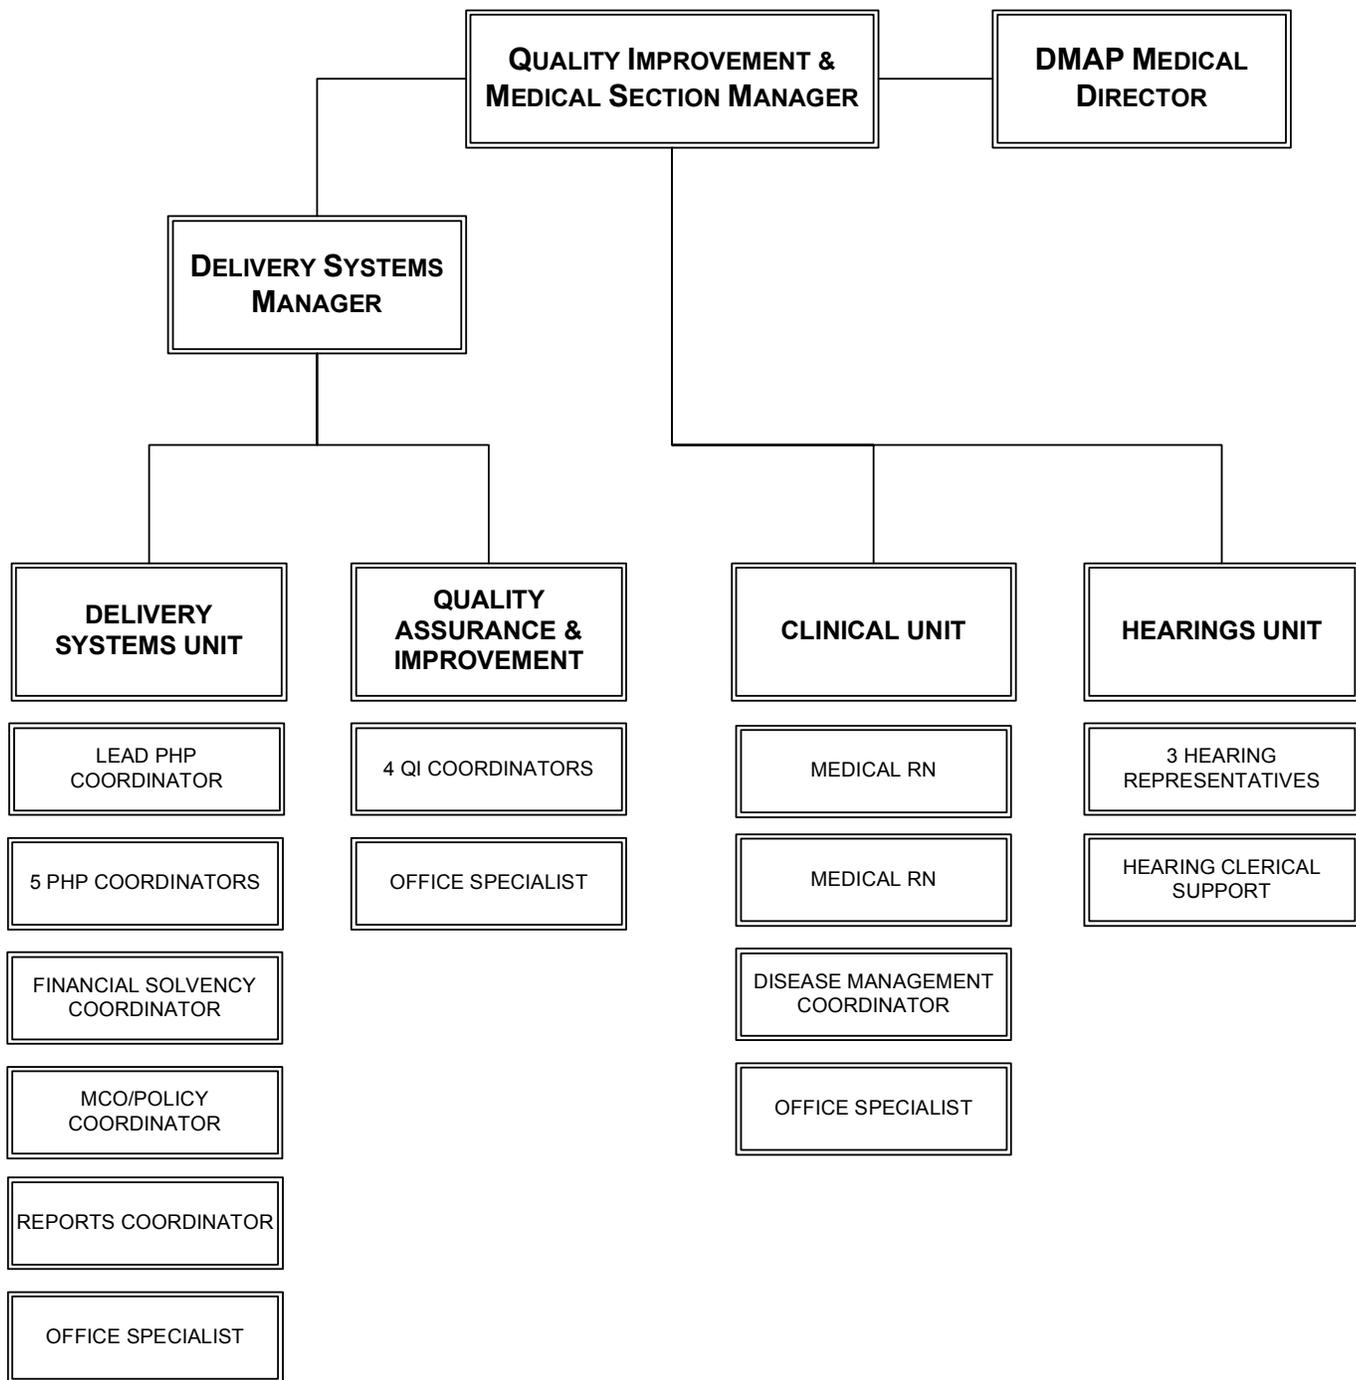 QUALITY IMPROVEMENT &
MEDICAL SECTION MANAGER
DMAP MEDICAL
DIRECTOR
DELIVERY SYSTEMS
MANAGER
DELIVERY
SYSTEMS UNIT
QUALITY
ASSURANCE &
IMPROVEMENT
CLINICAL UNIT
HEARINGS UNIT
LEAD PHP
COORDINATOR
5 PHP COORDINATORS
FINANCIAL SOLVENCY
COORDINATOR
MCO/POLICY
COORDINATOR
REPORTS COORDINATOR
OFFICE SPECIALIST
4 QI COORDINATORS
OFFICE SPECIALIST
MEDICAL RN
MEDICAL RN
DISEASE MANAGEMENT
COORDINATOR
OFFICE SPECIALIST
3 HEARING
REPRESENTATIVES
HEARING CLERICAL
SUPPORT